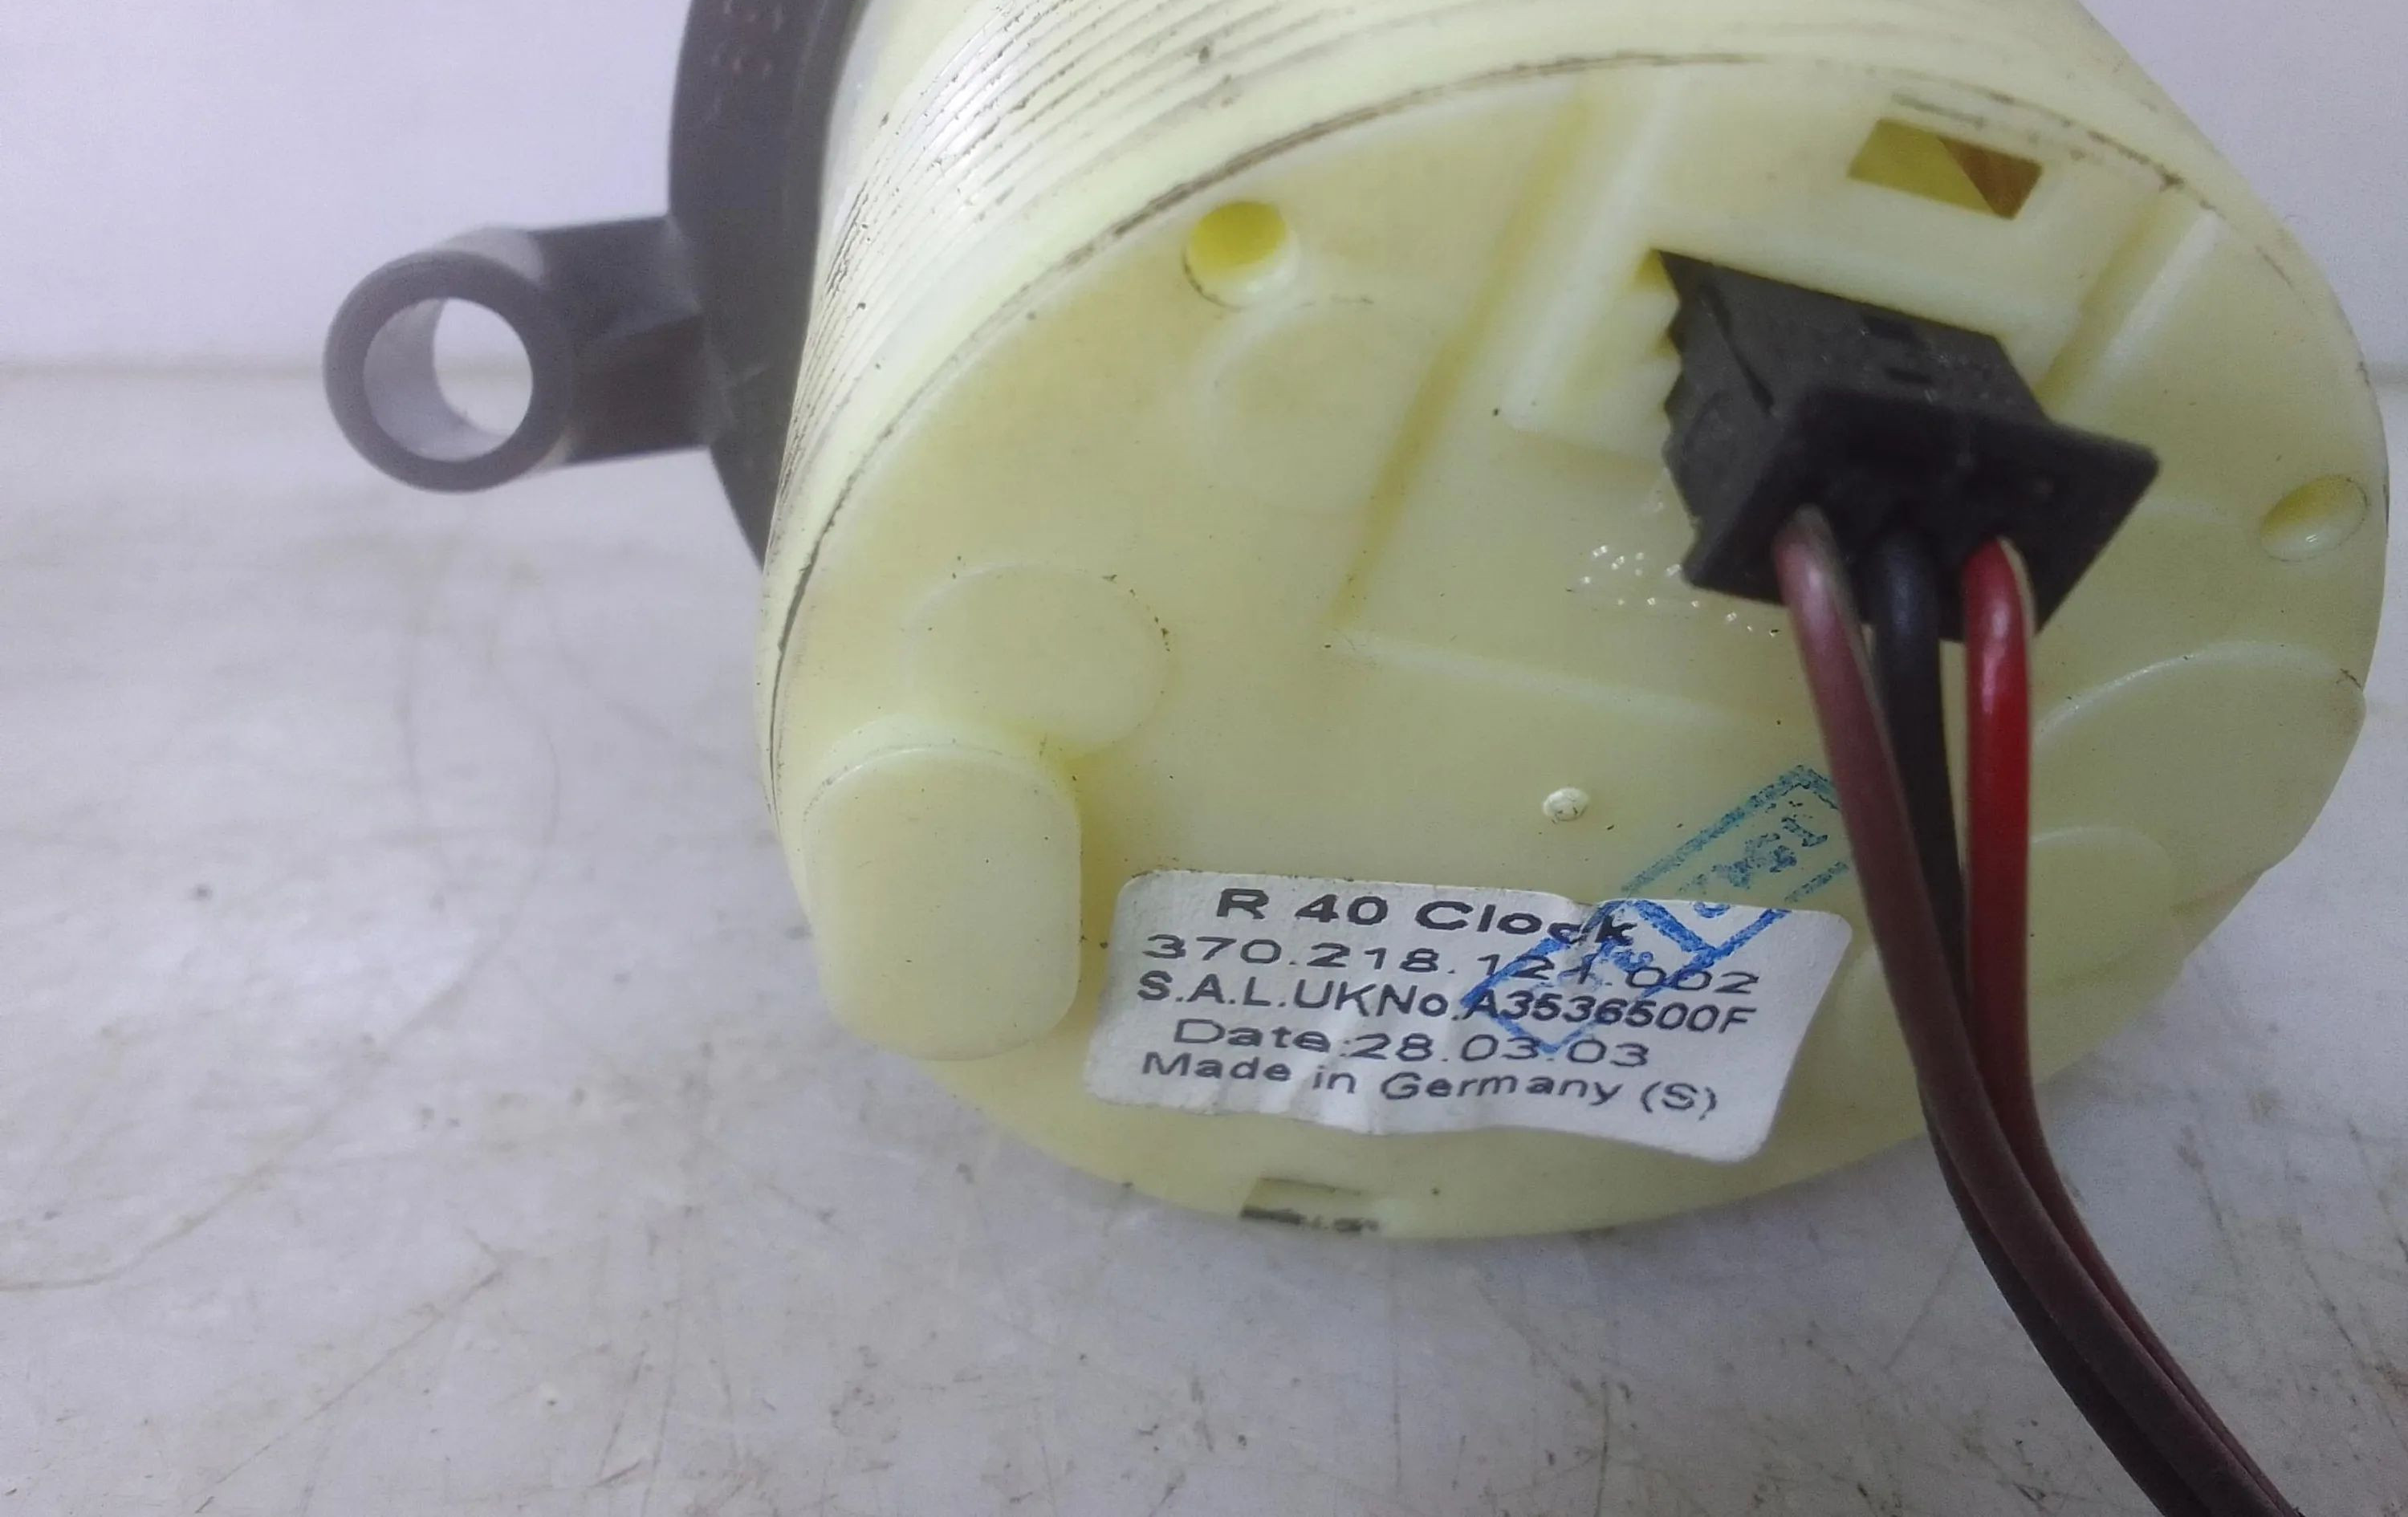 R 40 Clock
370.218.121.002
S.A.L.UKNo.A3536500F
Date:28.03.03
Made in Germany (S)